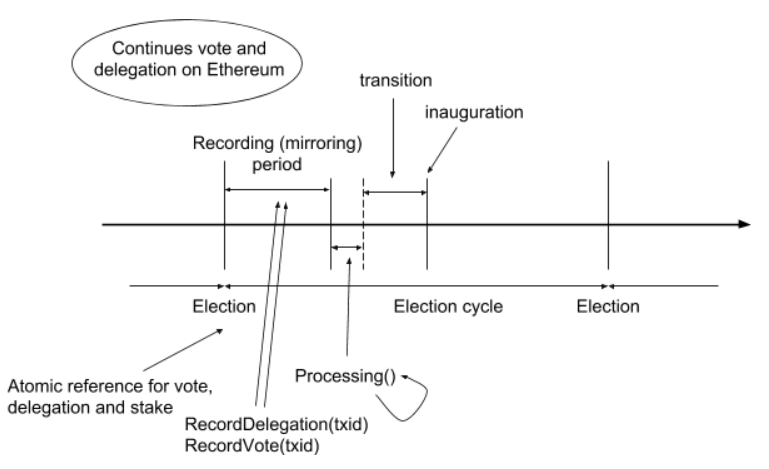 Continues vote and
delegation on Ethereum
transition
inauguration
Recording (mirroring)
period
Election
Election cycle
Election
Atomic reference for vote,
delegation and stake
Processing()
RecordDelegation(txid)
RecordVote(txid)